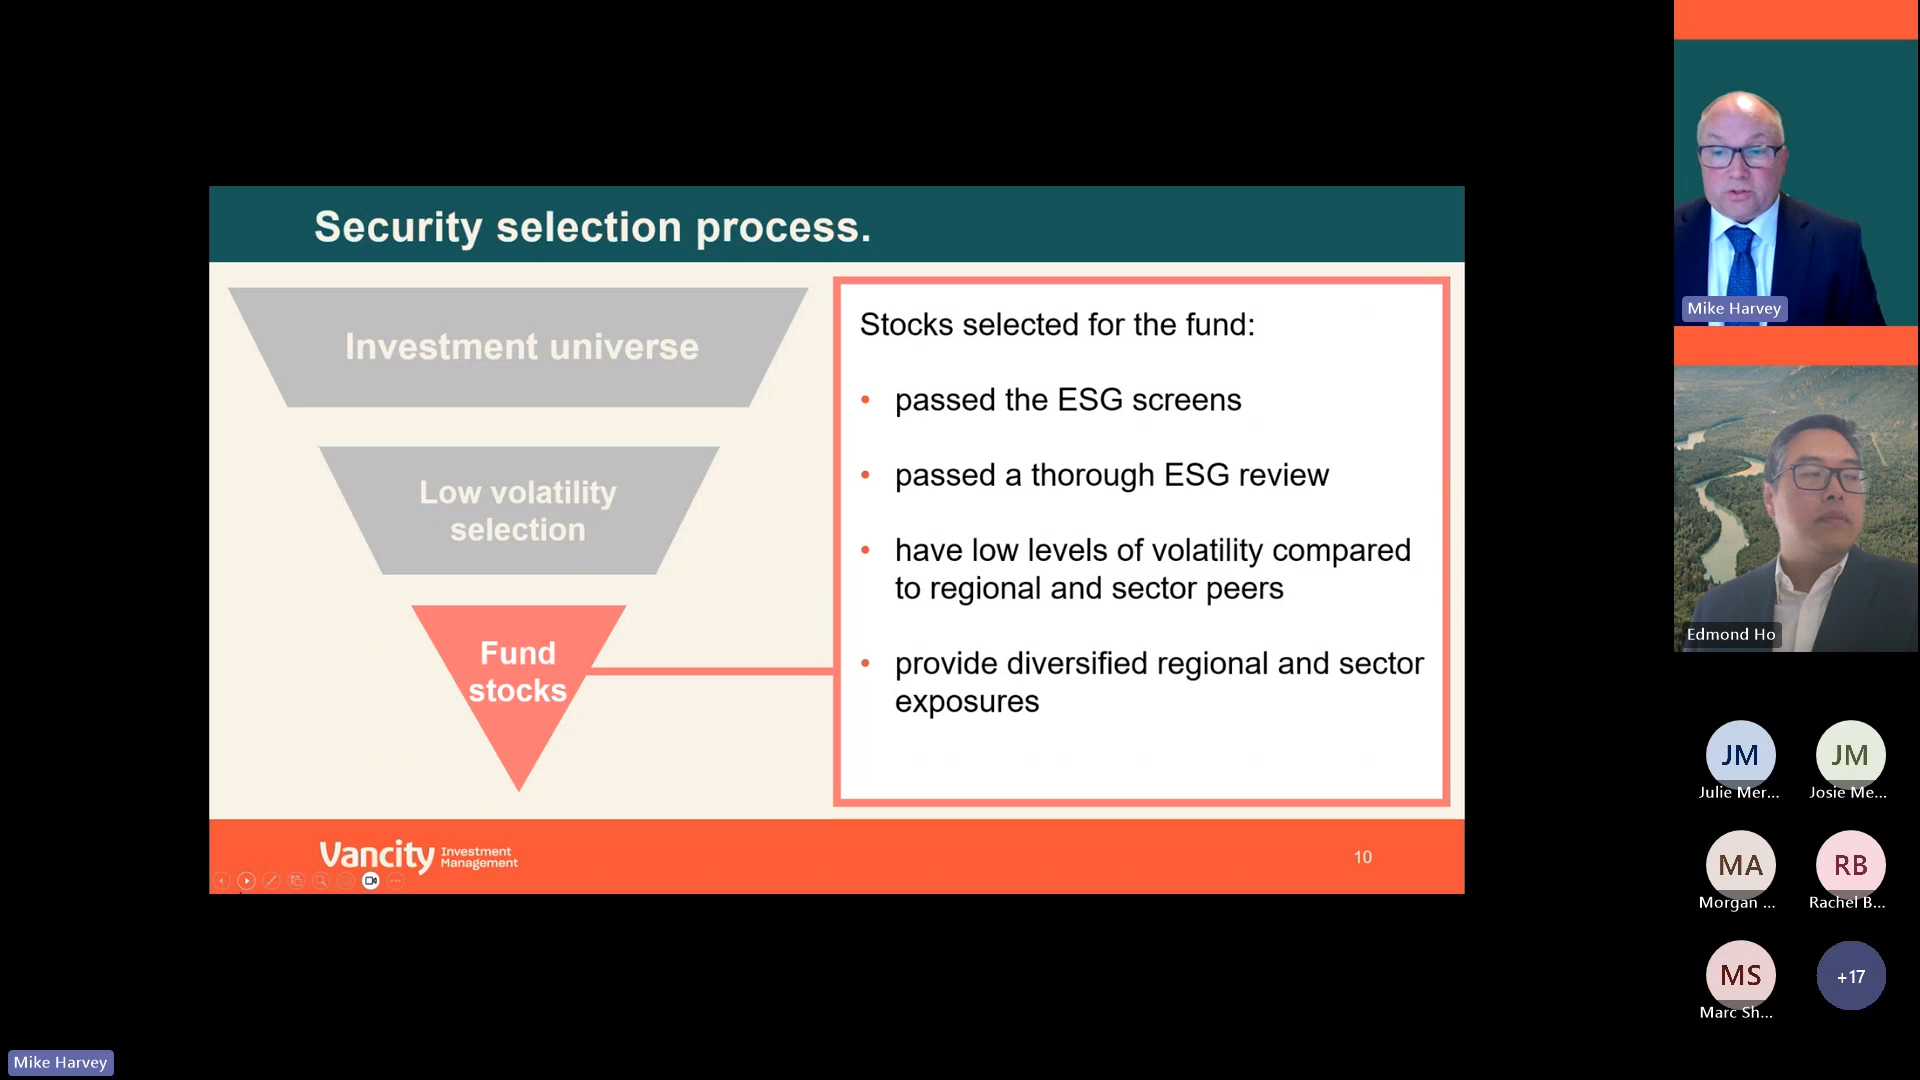 Security selection process.
Investment universe
Low volatility
selection
Fund
stocks
Stocks selected for the fund:
• passed the ESG screens
• passed a thorough ESG review
• have low levels of volatility compared
to regional and sector peers
• provide diversified regional and sector
exposures
Vancity Investment
Management
10
Mike Harvey
Edmond Ho
JM
Julie Mer...
JM
Josie Me...
MA
Morgan ...
RB
Rachel B...
MS
Marc Sh...
+17
Mike Harvey